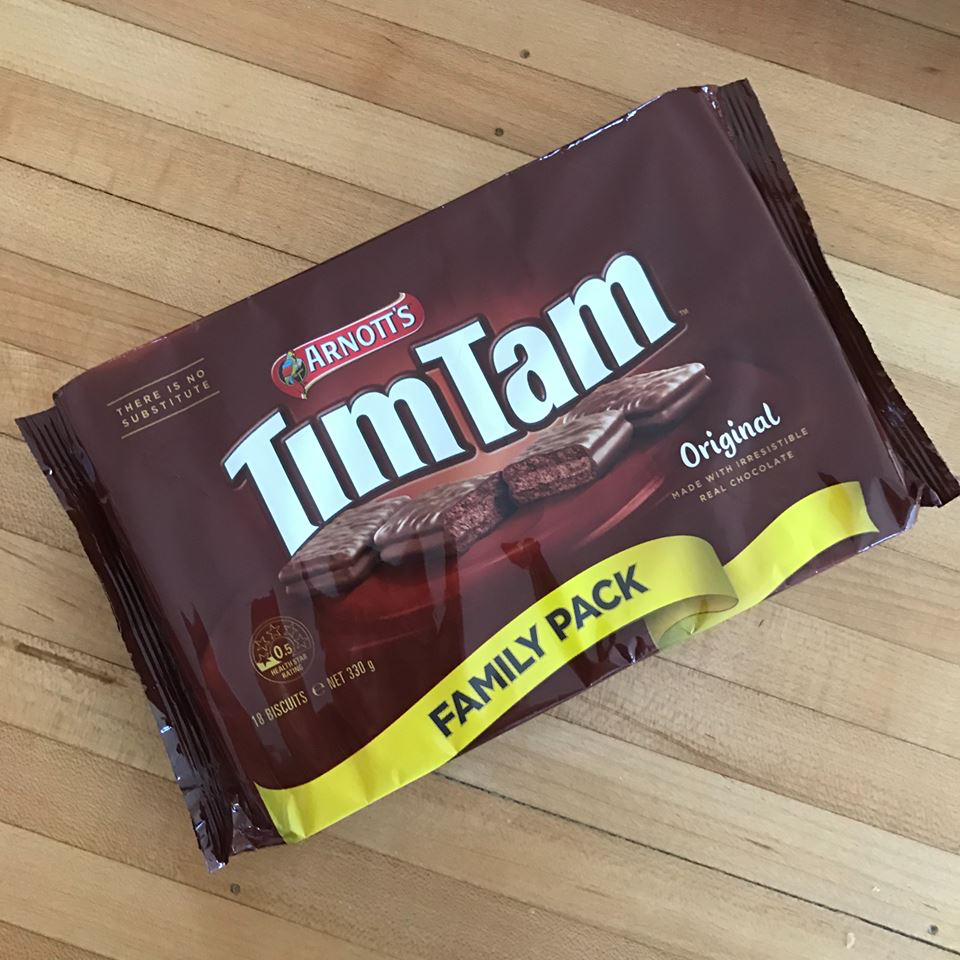 THERE IS NO
SUBSTITUTE
ARNOTT'S
TimTam™
Original
MADE WITH IRRESISTIBLE
REAL CHOCOLATE
0.5
HEALTH STAR
RATING
18 BISCUITS ℮ NET 330 g
FAMILY PACK